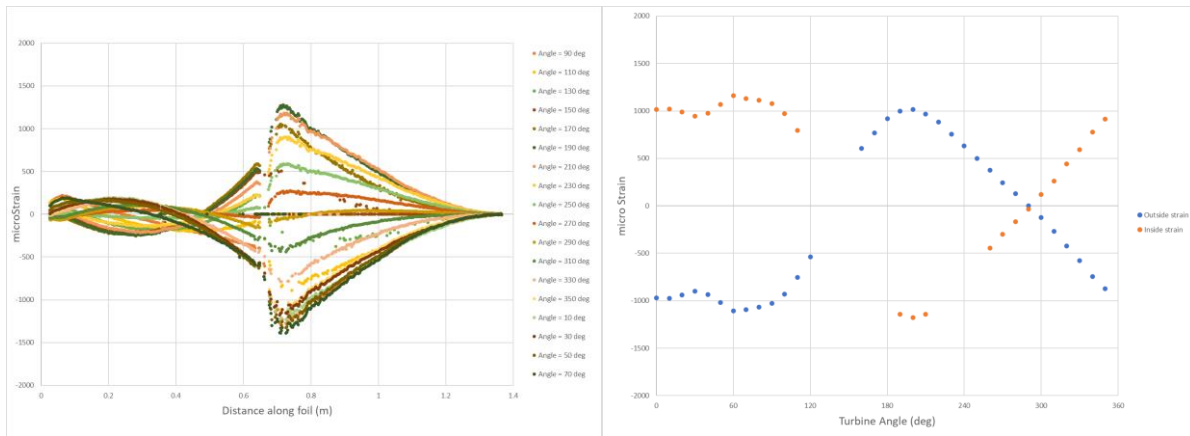 2000
1500
1000
500
0
-500
-1000
-1500
-2000
microStrain
0
0.2
0.4
0.6
0.8
1
1.2
1.4
Distance along foil (m)
Angle = 90 deg
Angle = 110 deg
Angle = 130 deg
Angle = 150 deg
Angle = 170 deg
Angle = 190 deg
Angle = 210 deg
Angle = 230 deg
Angle = 250 deg
Angle = 270 deg
Angle = 290 deg
Angle = 310 deg
Angle = 330 deg
Angle = 350 deg
Angle = 10 deg
Angle = 30 deg
Angle = 50 deg
Angle = 70 deg
2000
1500
1000
500
0
-500
-1000
-1500
-2000
micro Strain
0
60
120
180
240
300
360
Turbine Angle (deg)
Outside strain
Inside strain